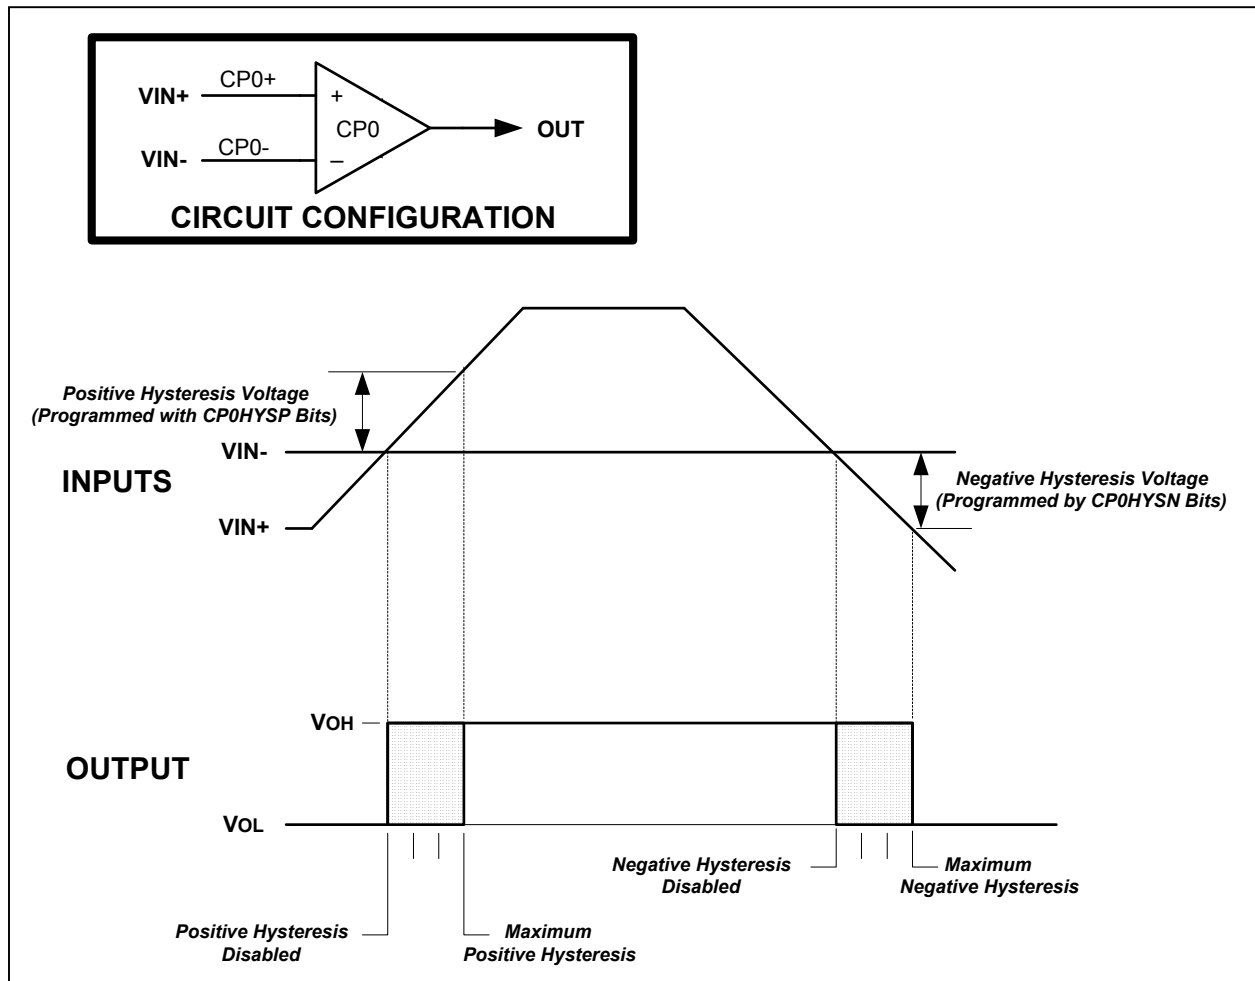 CP0+
VIN+
+
CP0
OUT
CP0-
VIN-
–
CIRCUIT CONFIGURATION
Positive Hysteresis Voltage
(Programmed with CP0HYSP Bits)
VIN-
INPUTS
Negative Hysteresis Voltage
(Programmed by CP0HYSN Bits)
VIN+
VOH
OUTPUT
VOL
Negative Hysteresis
Disabled
Maximum
Negative Hysteresis
Positive Hysteresis
Disabled
Maximum
Positive Hysteresis